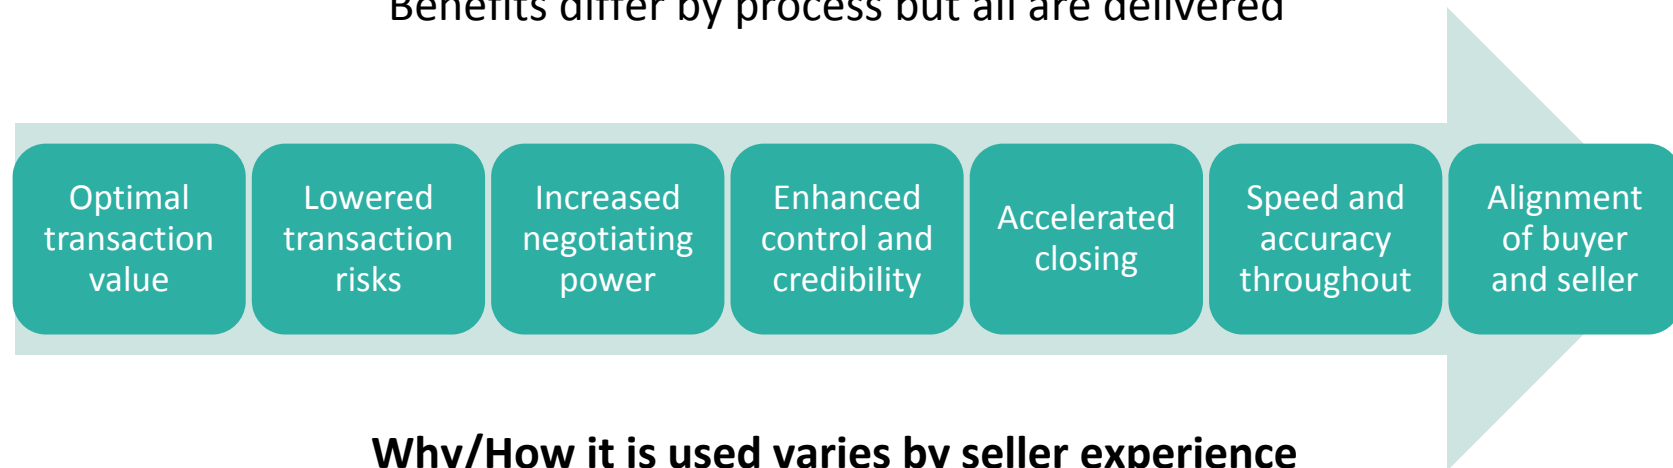 Benefits differ by process but all are delivered
Optimal
transaction
value
Lowered
transaction
risks
Increased
negotiating
power
Enhanced
control and
credibility
Accelerated
closing
Speed and
accuracy
throughout
Alignment
of buyer
and seller
Why/How it is used varies by seller experience